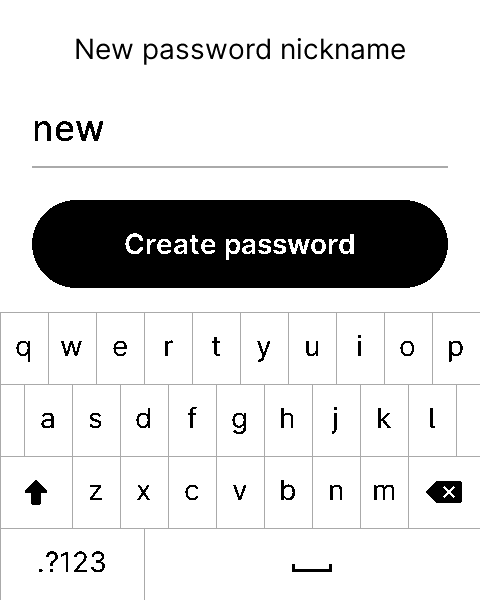 New password nickname
new
Create password
q w e r t y u i o p
a s d f g h j k l
z x c v b n m
.?123